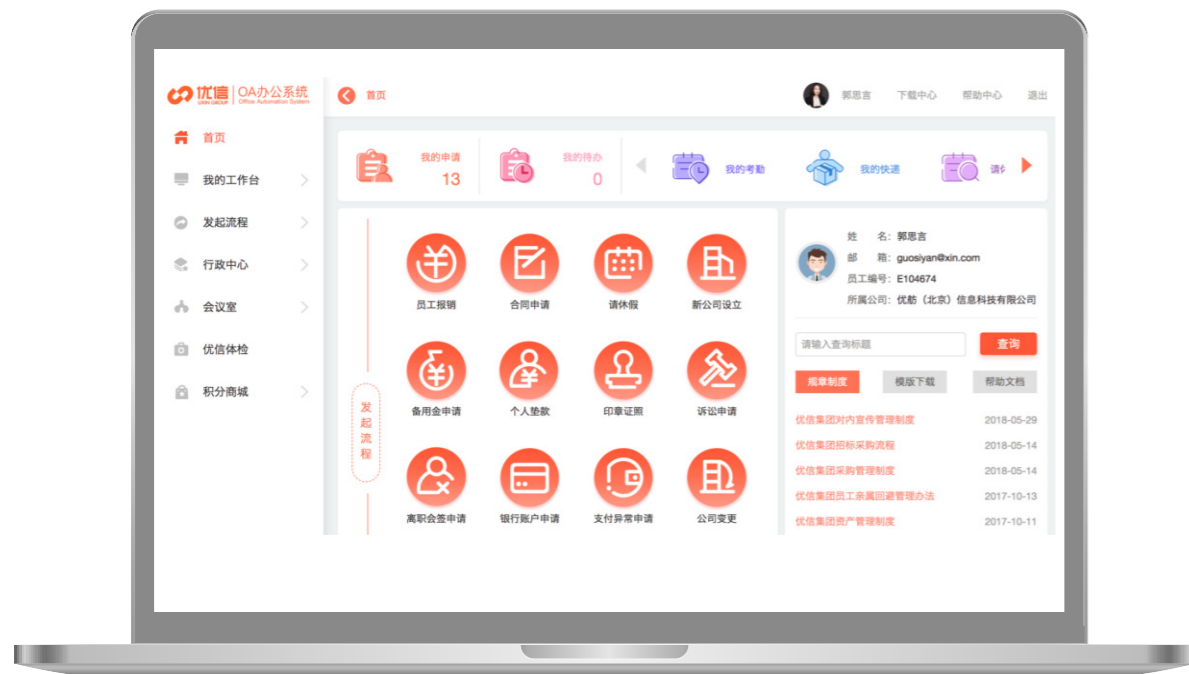 优信 OA办公系统
UXIN GROUP Office Automation System
首页
我的工作台
发起流程
行政中心
会议室
优信体检
积分商城
首页
郭思言 下载中心 帮助中心 退出
我的申请
13
我的待办
0
我的考勤
我的快递
发起流程
员工报销 合同申请 请休假 新公司设立
备用金申请 个人垫款 印章证照 诉讼申请
离职会签申请 银行账户申请 支付异常申请 公司变更
姓 名：郭思言
邮 箱：guosiyan@xin.com
员工编号：E104674
所属公司：优舫（北京）信息科技有限公司
请输入查询标题 查询
规章制度 模版下载 帮助文档
优信集团对内宣传管理制度 2018-05-29
优信集团招标采购流程 2018-05-14
优信集团采购管理制度 2018-05-14
优信集团员工亲属回避管理办法 2017-10-13
优信集团资产管理制度 2017-10-11